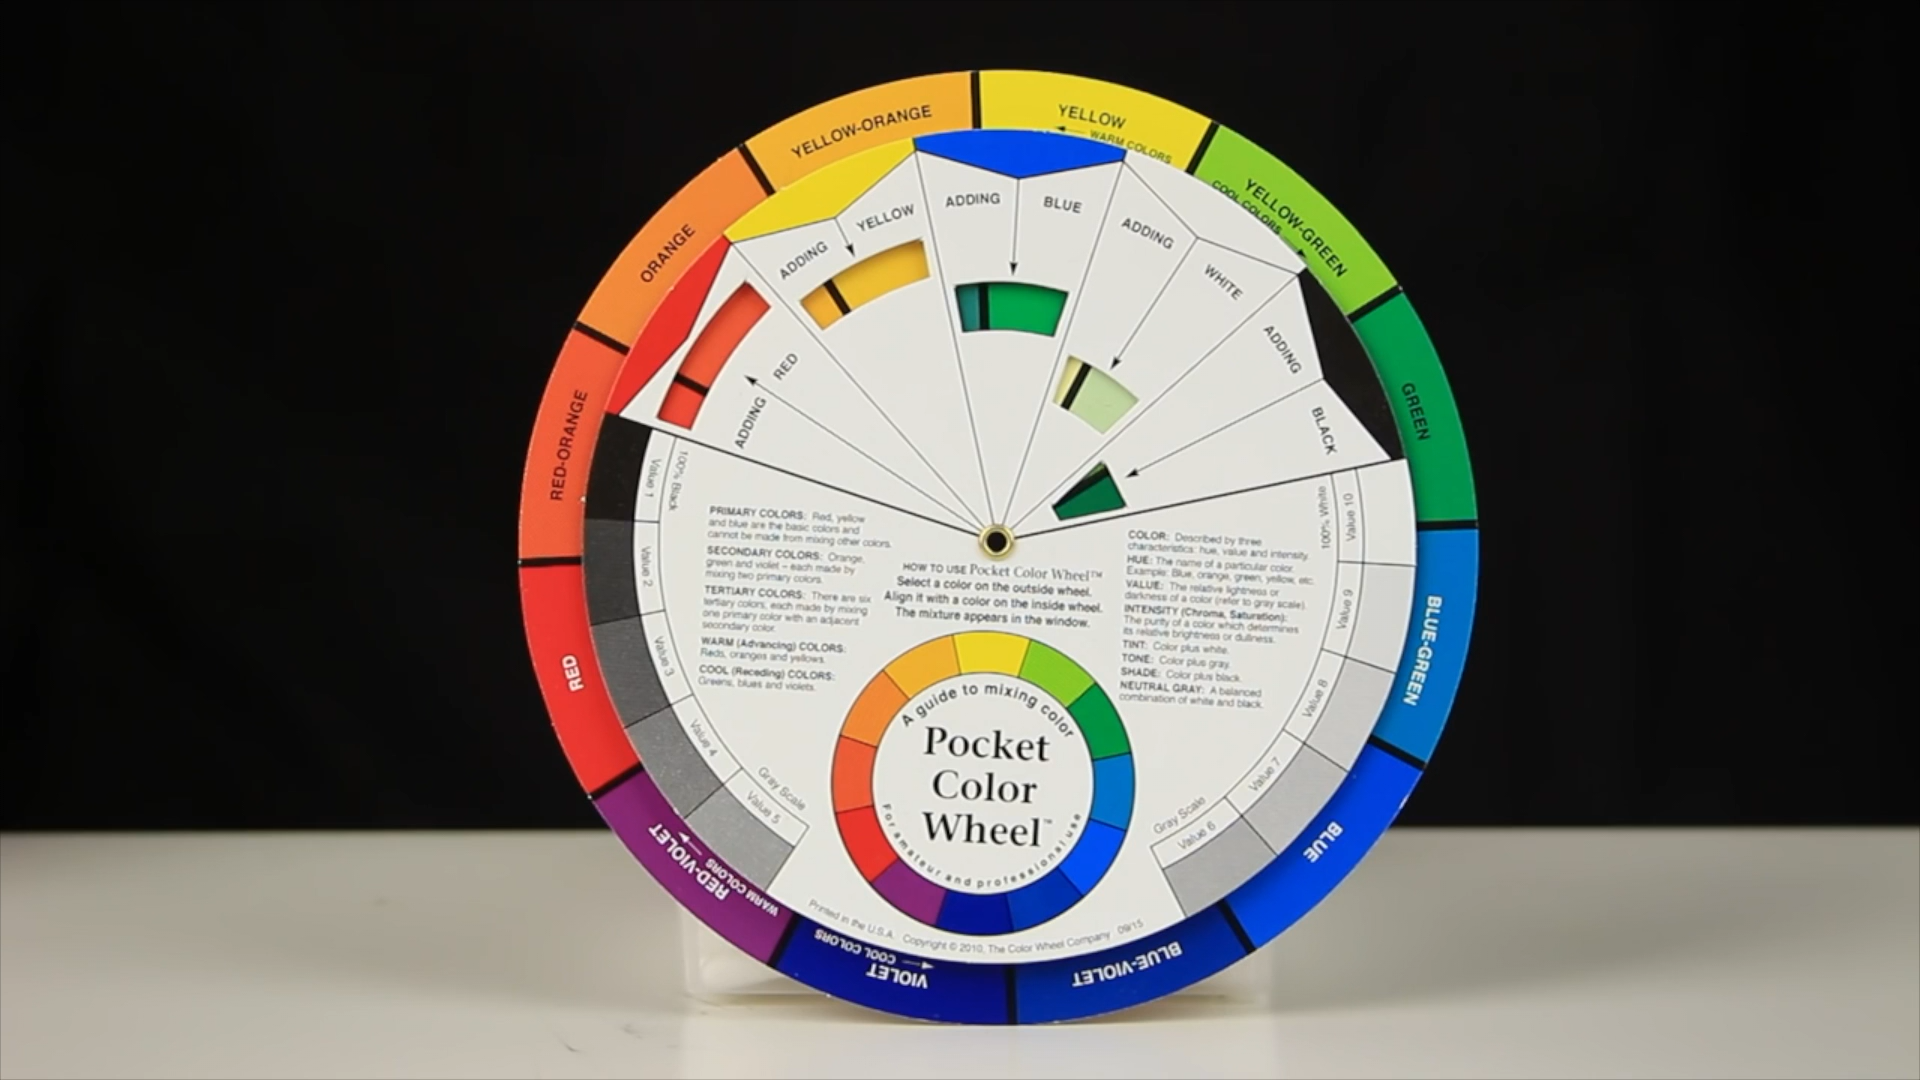 YELLOW-ORANGE
YELLOW
WARM COLORS
YELLOW-GREEN
COOL COLORS
ORANGE
RED-ORANGE
GREEN
RED
BLUE-GREEN
RED-VIOLET
WARM COLORS
BLUE
VIOLET
COOL COLORS
BLUE-VIOLET
ADDING RED
ADDING YELLOW
ADDING BLUE
ADDING WHITE
ADDING BLACK
100% Black
Value 1
Value 2
Value 3
Value 4
Value 5
Gray Scale
100% White
Value 10
Value 9
Value 8
Value 7
Value 6
Gray Scale
PRIMARY COLORS: Red, yellow
and blue are the basic colors and
cannot be made from mixing other colors.
SECONDARY COLORS: Orange,
green and violet – each made by
mixing two primary colors.
TERTIARY COLORS: There are six
tertiary colors; each made by mixing
one primary color with an adjacent
secondary color.
WARM (Advancing) COLORS:
Reds, oranges and yellows.
COOL (Receding) COLORS:
Greens, blues and violets.
HOW TO USE Pocket Color Wheel™
Select a color on the outside wheel.
Align it with a color on the inside wheel.
The mixture appears in the window.
COLOR: Described by three
characteristics: hue, value and intensity.
HUE: The name of a particular color.
Example: Blue, orange, green, yellow, etc.
VALUE: The relative lightness or
darkness of a color (refer to gray scale).
INTENSITY (Chroma, Saturation):
The purity of a color which determines
its relative brightness or dullness.
TINT: Color plus white.
TONE: Color plus gray.
SHADE: Color plus black.
NEUTRAL GRAY: A balanced
combination of white and black.
A guide to mixing color
Pocket
Color
Wheel™
For amateur and professional use
Printed in the U.S.A. Copyright © 2010, The Color Wheel Company 09/15